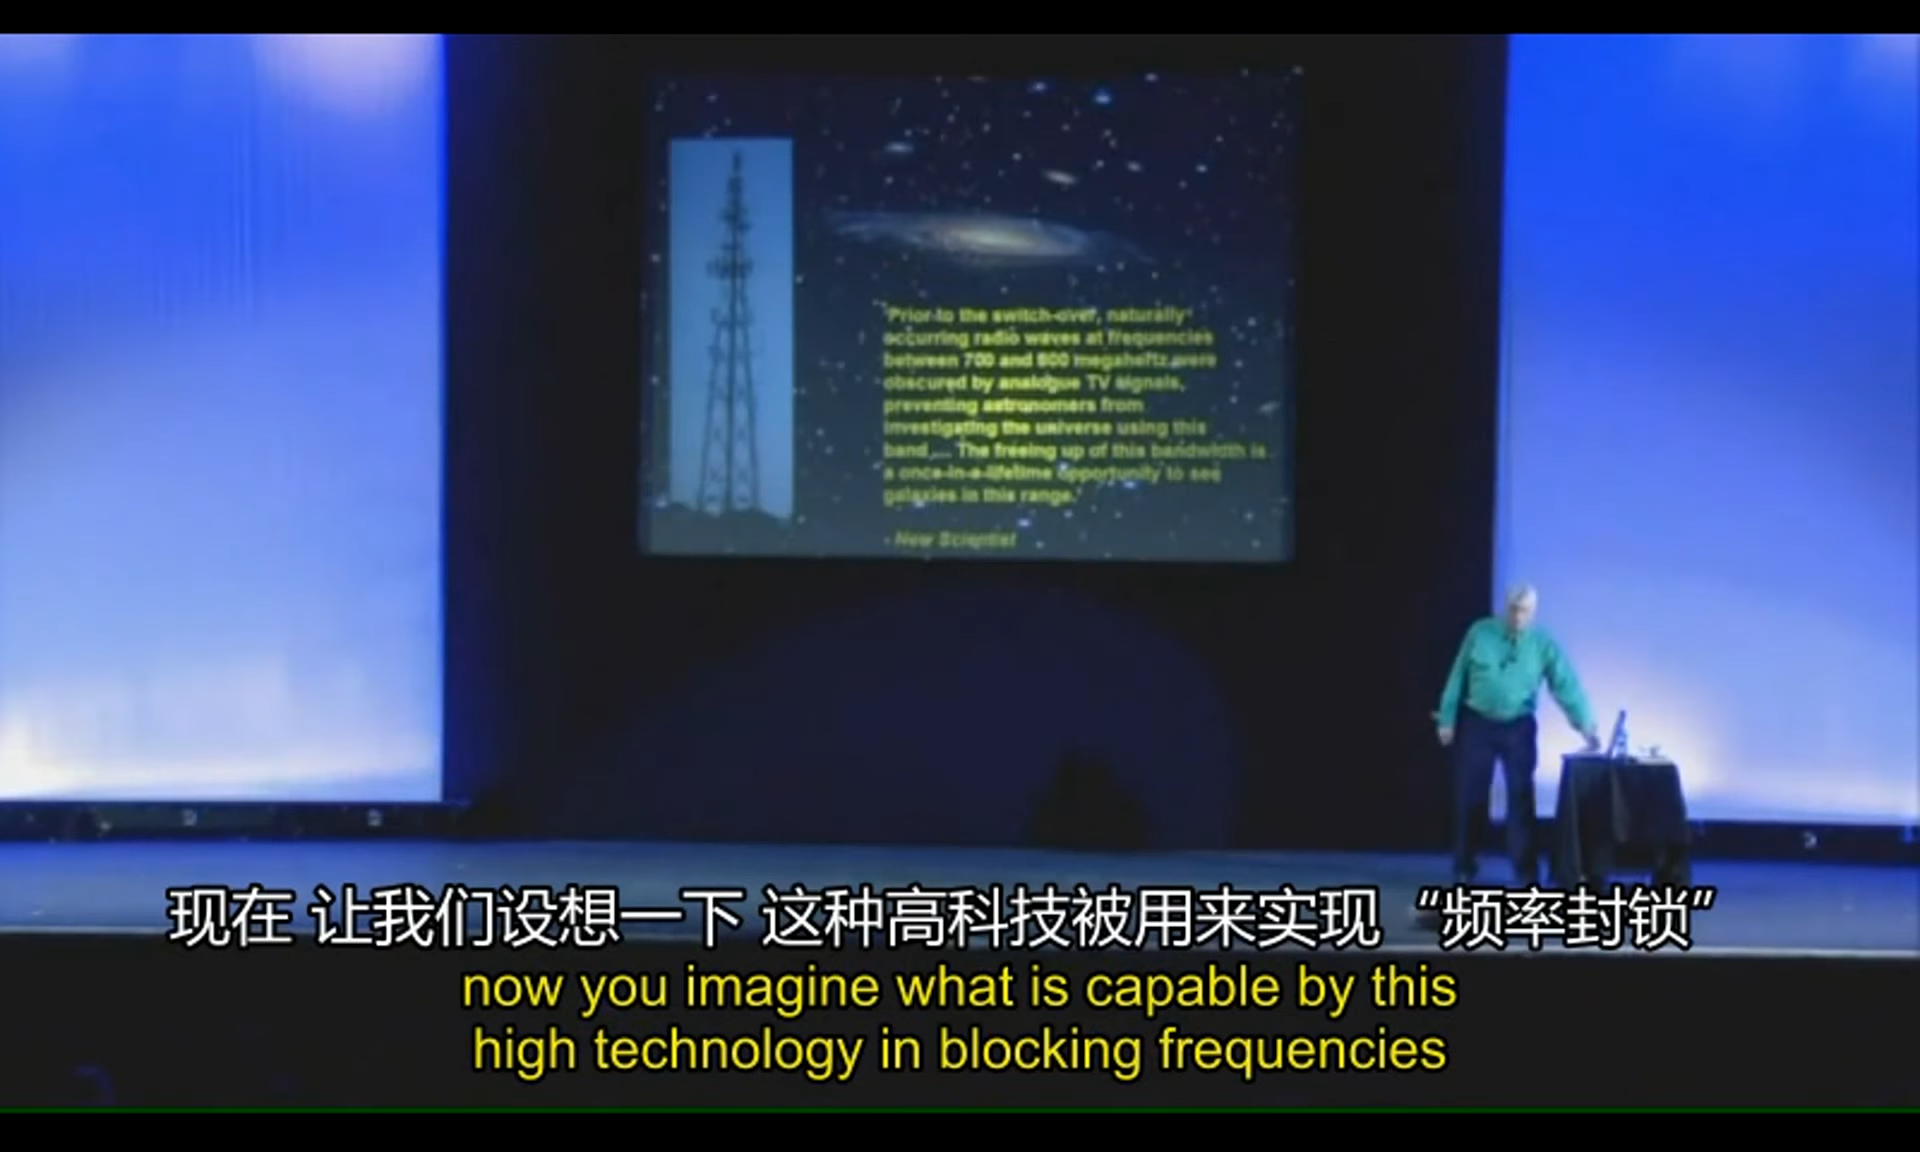 'Prior to the switch-over, naturally
occurring radio waves at frequencies
between 700 and 800 megahertz were
obscured by analogue TV signals,
preventing astronomers from
investigating the universe using this
band.... The freeing up of this bandwidth is
a once-in-a-lifetime opportunity to see
galaxies in this range.'
- New Scientist
现在 让我们设想一下 这种高科技被用来实现 “频率封锁”
now you imagine what is capable by this
high technology in blocking frequencies